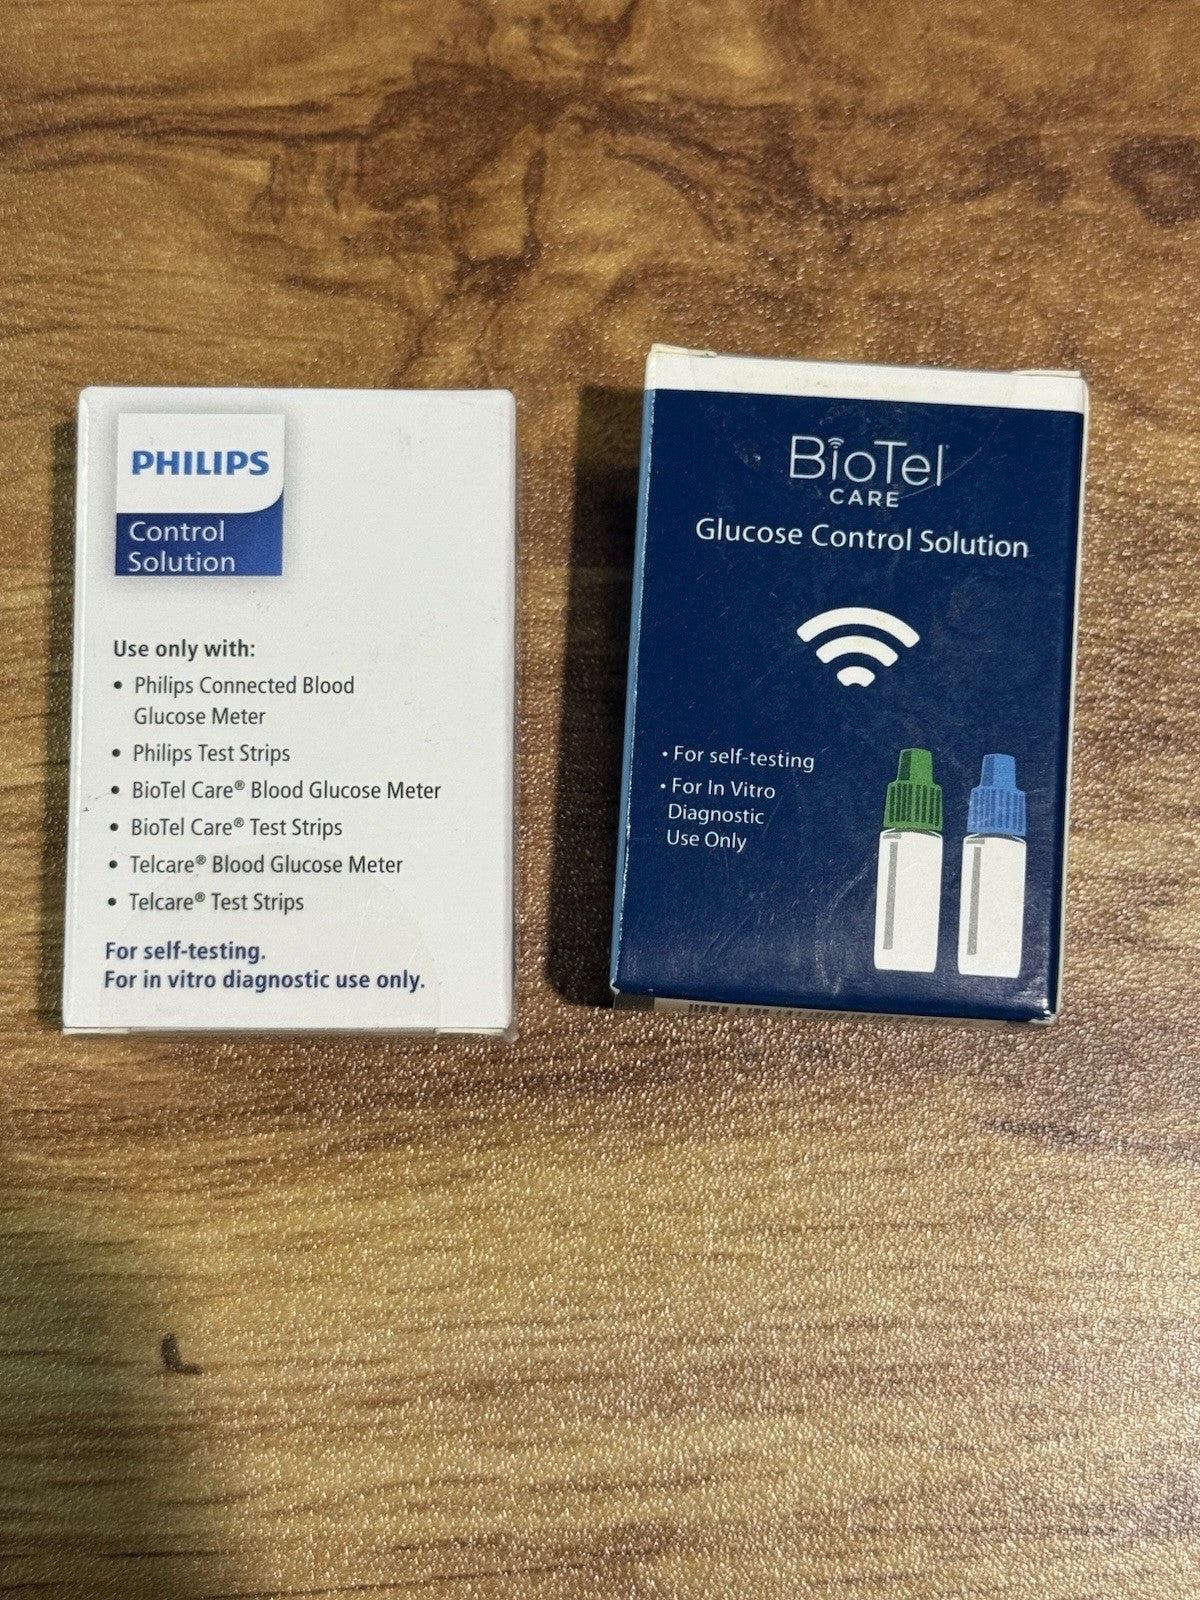 PHILIPS
Control
Solution
Use only with:
• Philips Connected Blood
Glucose Meter
• Philips Test Strips
• BioTel Care® Blood Glucose Meter
• BioTel Care® Test Strips
• Telcare® Blood Glucose Meter
• Telcare® Test Strips
For self-testing.
For in vitro diagnostic use only.
BioTel
CARE
Glucose Control Solution
• For self-testing
• For In Vitro
Diagnostic
Use Only